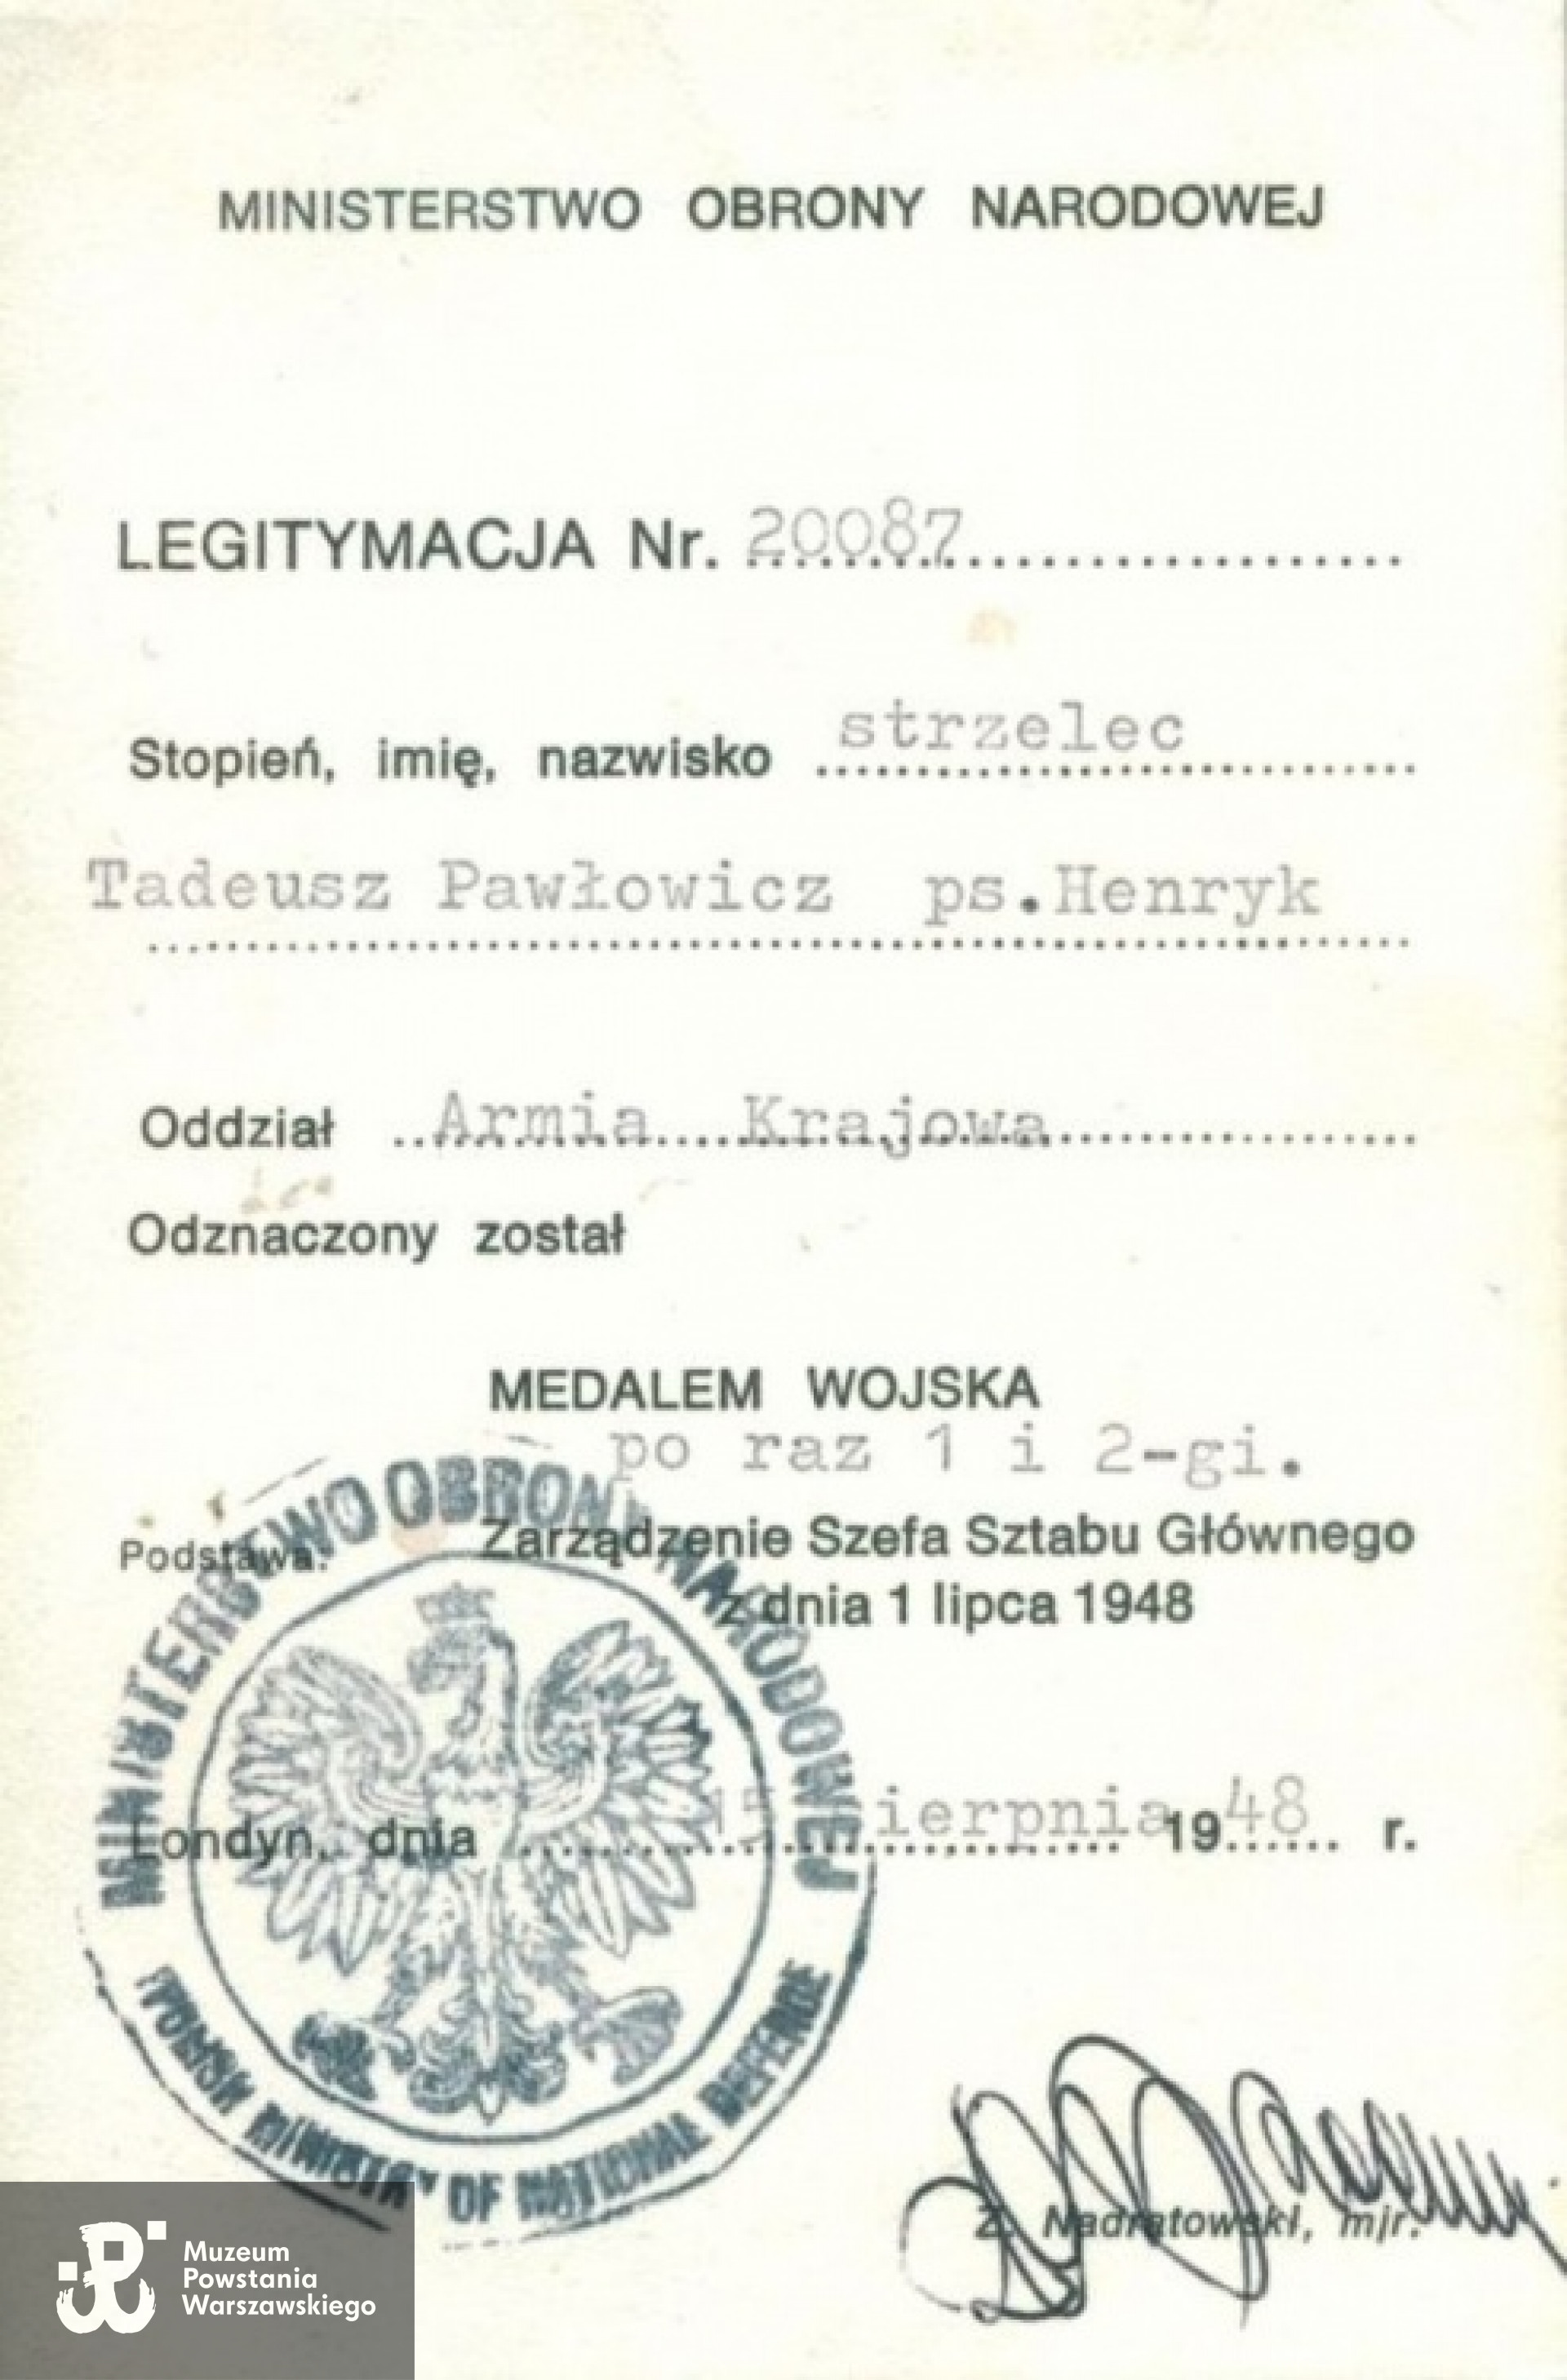 MINISTERSTWO OBRONY NARODOWEJ
LEGITYMACJA Nr. 20087
Stopień, imię, nazwisko strzelec
Tadeusz Pawłowicz ps.Henryk
Oddział Armia Krajowa
Odznaczony został
MEDALEM WOJSKA
po raz 1 i 2-gi.
Podstawa: Zarządzenie Szefa Sztabu Głównego
z dnia 1 lipca 1948
Londyn, dnia 15 sierpnia 1948 r.
MINISTERSTWO OBRONY NARODOWEJ
POLISH MINISTRY OF NATIONAL DEFENCE
Z. Nadratowski, mjr.
Muzeum
Powstania
Warszawskiego